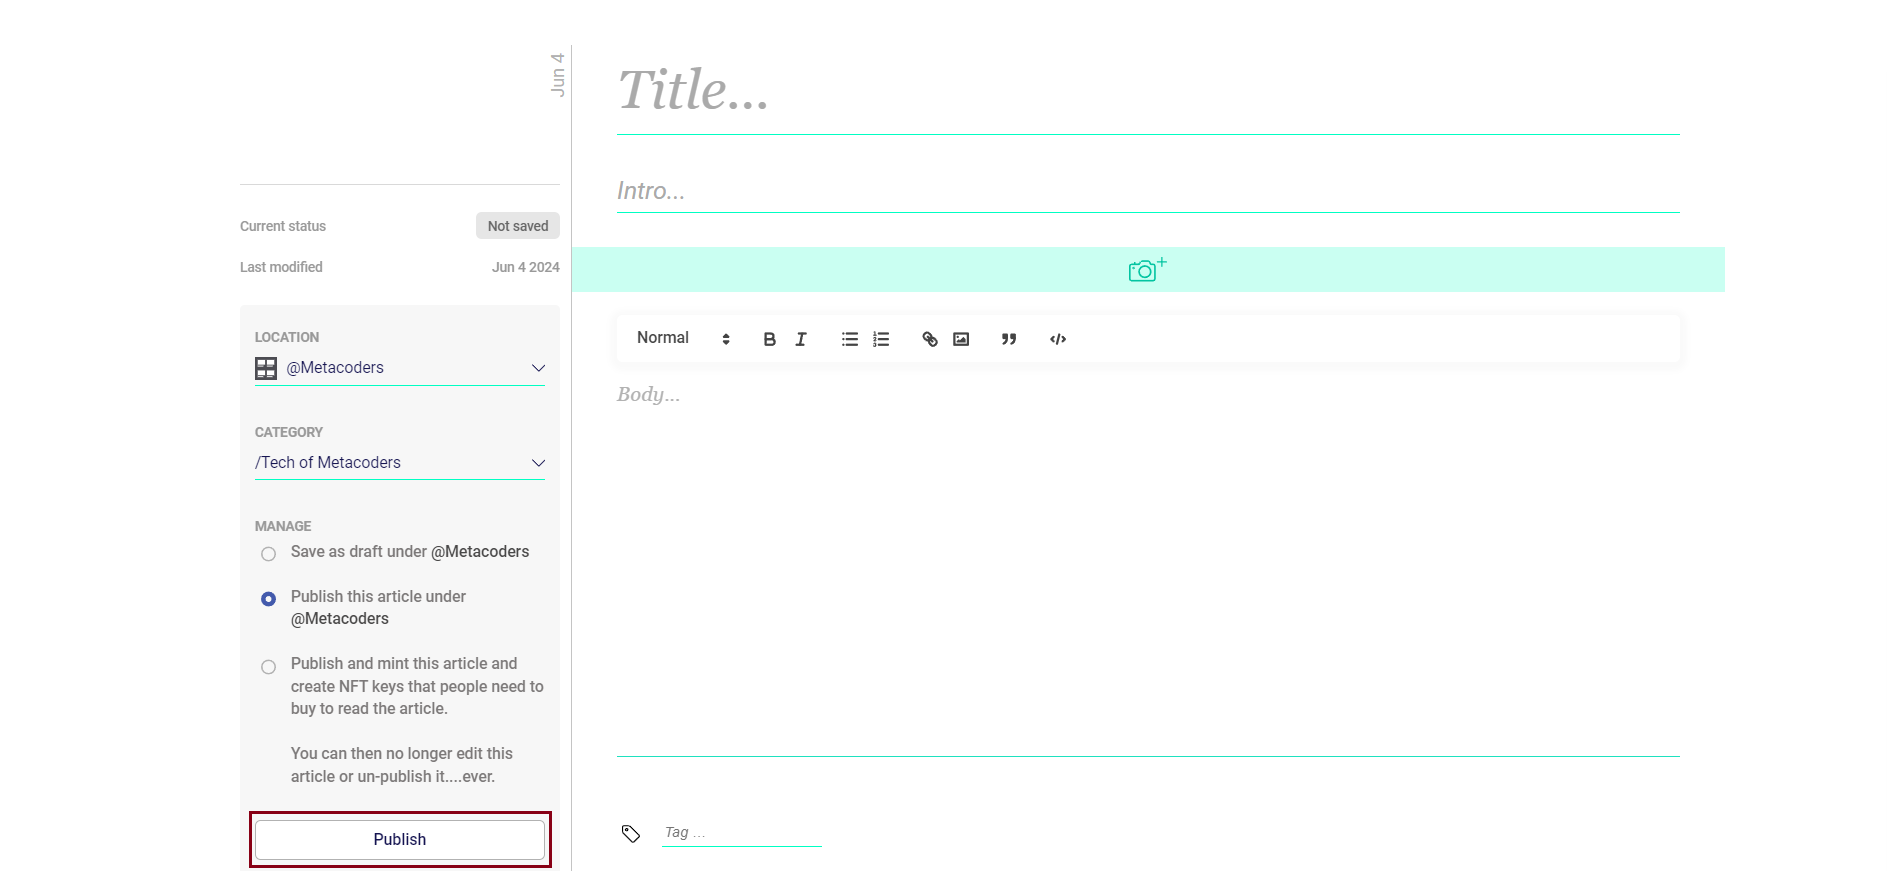 Jun 4
Current status
Not saved
Last modified
Jun 4 2024
LOCATION
@Metacoders
CATEGORY
/Tech of Metacoders
MANAGE
Save as draft under @Metacoders
Publish this article under
@Metacoders
Publish and mint this article and
create NFT keys that people need to
buy to read the article.
You can then no longer edit this
article or un-publish it....ever.
Publish
Title...
Intro...
Normal
Body...
Tag ...